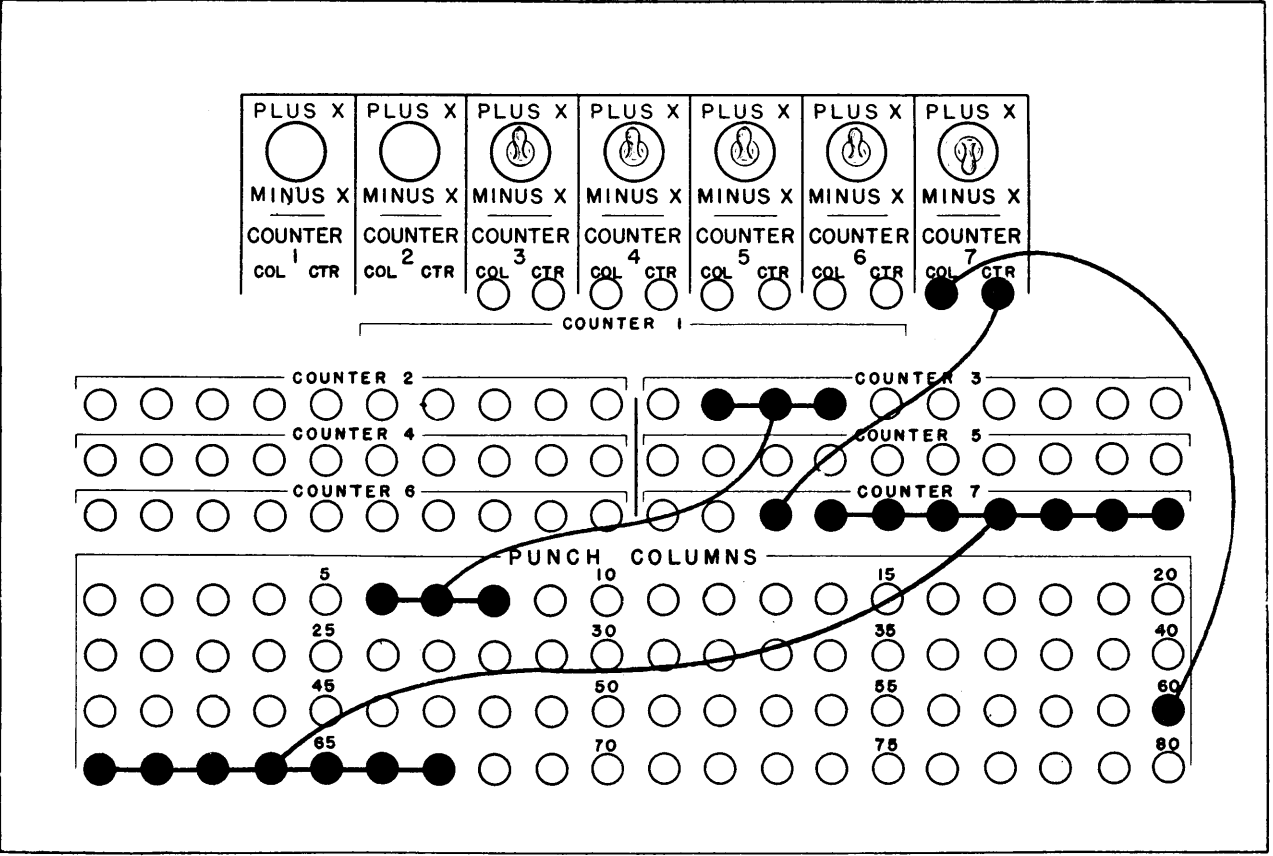 PLUS X PLUS X PLUS X PLUS X PLUS X PLUS X PLUS X
MINUS X MINUS X MINUS X MINUS X MINUS X MINUS X MINUS X
COUNTER COUNTER COUNTER COUNTER COUNTER COUNTER COUNTER
1 2 3 4 5 6 7
COL CTR COL CTR COL CTR COL CTR COL CTR COL CTR COL CTR
COUNTER 1
COUNTER 2 COUNTER 3
COUNTER 4 COUNTER 5
COUNTER 6 COUNTER 7
PUNCH COLUMNS
5 10 15 20
25 30 35 40
45 50 55 60
65 70 75 80